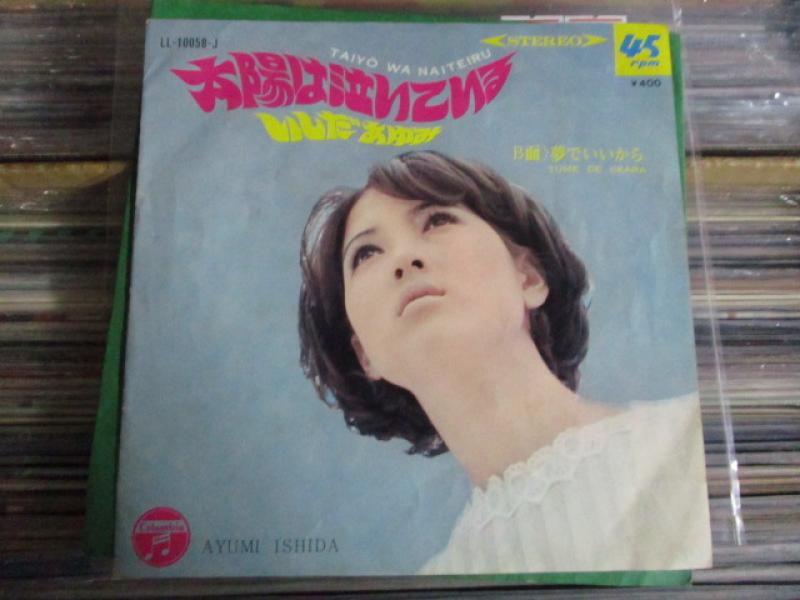 LL-10058-J
TAIYŌ WA NAITEIRU
STEREO
45
rpm
¥400
太陽は泣いている
いしだあゆみ
B面〉夢でいいから
YUME DE IIKARA
Columbia
AYUMI ISHIDA